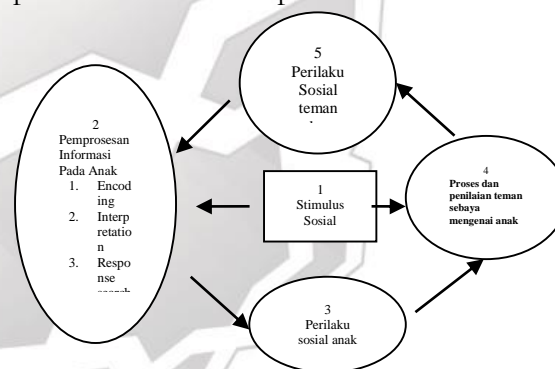 5
Perilaku
Sosial
teman
2
Pemprosesan
Informasi
Pada Anak
1. Encod
ing
2. Interp
retatio
n
3. Respo
nse
1
Stimulus
Sosial
4
Proses dan
penilaian teman
sebaya
mengenai anak
3
Perilaku
sosial anak